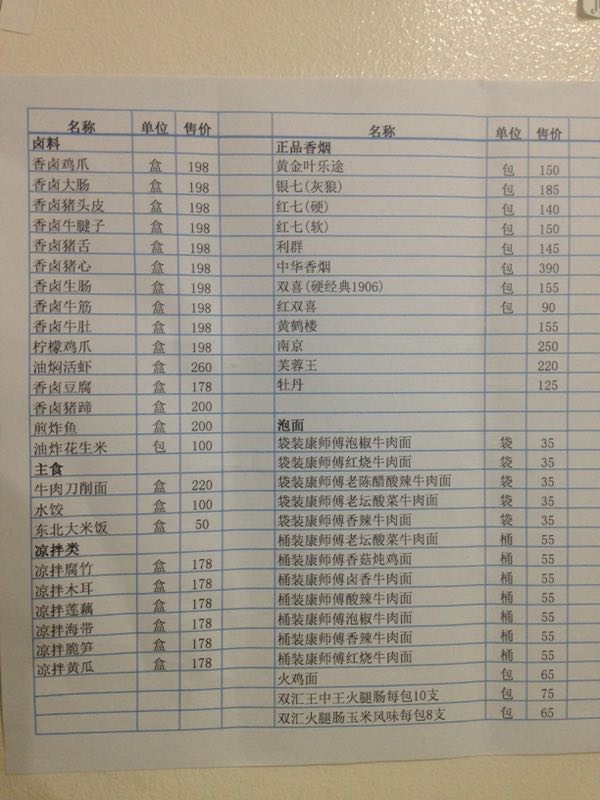 名称 单位 售价
卤料
香卤鸡爪 盒 198
香卤大肠 盒 198
香卤猪头皮 盒 198
香卤牛腱子 盒 198
香卤猪舌 盒 198
香卤猪心 盒 198
香卤生肠 盒 198
香卤牛筋 盒 198
香卤牛肚 盒 198
柠檬鸡爪 盒 198
油焖活虾 盒 260
香卤豆腐 盒 178
香卤猪蹄 盒 200
煎炸鱼 盒 200
油炸花生米 包 100
主食
牛肉刀削面 盒 220
水饺 盒 100
东北大米饭 盒 50
凉拌类
凉拌腐竹 盒 178
凉拌木耳 盒 178
凉拌莲藕 盒 178
凉拌海带 盒 178
凉拌脆笋 盒 178
凉拌黄瓜 盒 178
名称 单位 售价
正品香烟
黄金叶乐途 包 150
银七(灰狼) 包 185
红七(硬) 包 140
红七(软) 包 150
利群 包 145
中华香烟 包 390
双喜(硬经典1906) 包 155
红双喜 包 90
黄鹤楼 155
南京 250
芙蓉王 220
牡丹 125
泡面
袋装康师傅泡椒牛肉面 袋 35
袋装康师傅红烧牛肉面 袋 35
袋装康师傅老陈醋酸辣牛肉面 袋 35
袋装康师傅老坛酸菜牛肉面 袋 35
袋装康师傅香辣牛肉面 袋 35
桶装康师傅老坛酸菜牛肉面 桶 55
桶装康师傅香菇炖鸡面 桶 55
桶装康师傅卤香牛肉面 桶 55
桶装康师傅酸辣牛肉面 桶 55
桶装康师傅泡椒牛肉面 桶 55
桶装康师傅香辣牛肉面 桶 55
桶装康师傅红烧牛肉面 桶 55
火鸡面 包 65
双汇王中王火腿肠每包10支 包 75
双汇火腿肠玉米风味每包8支 包 65